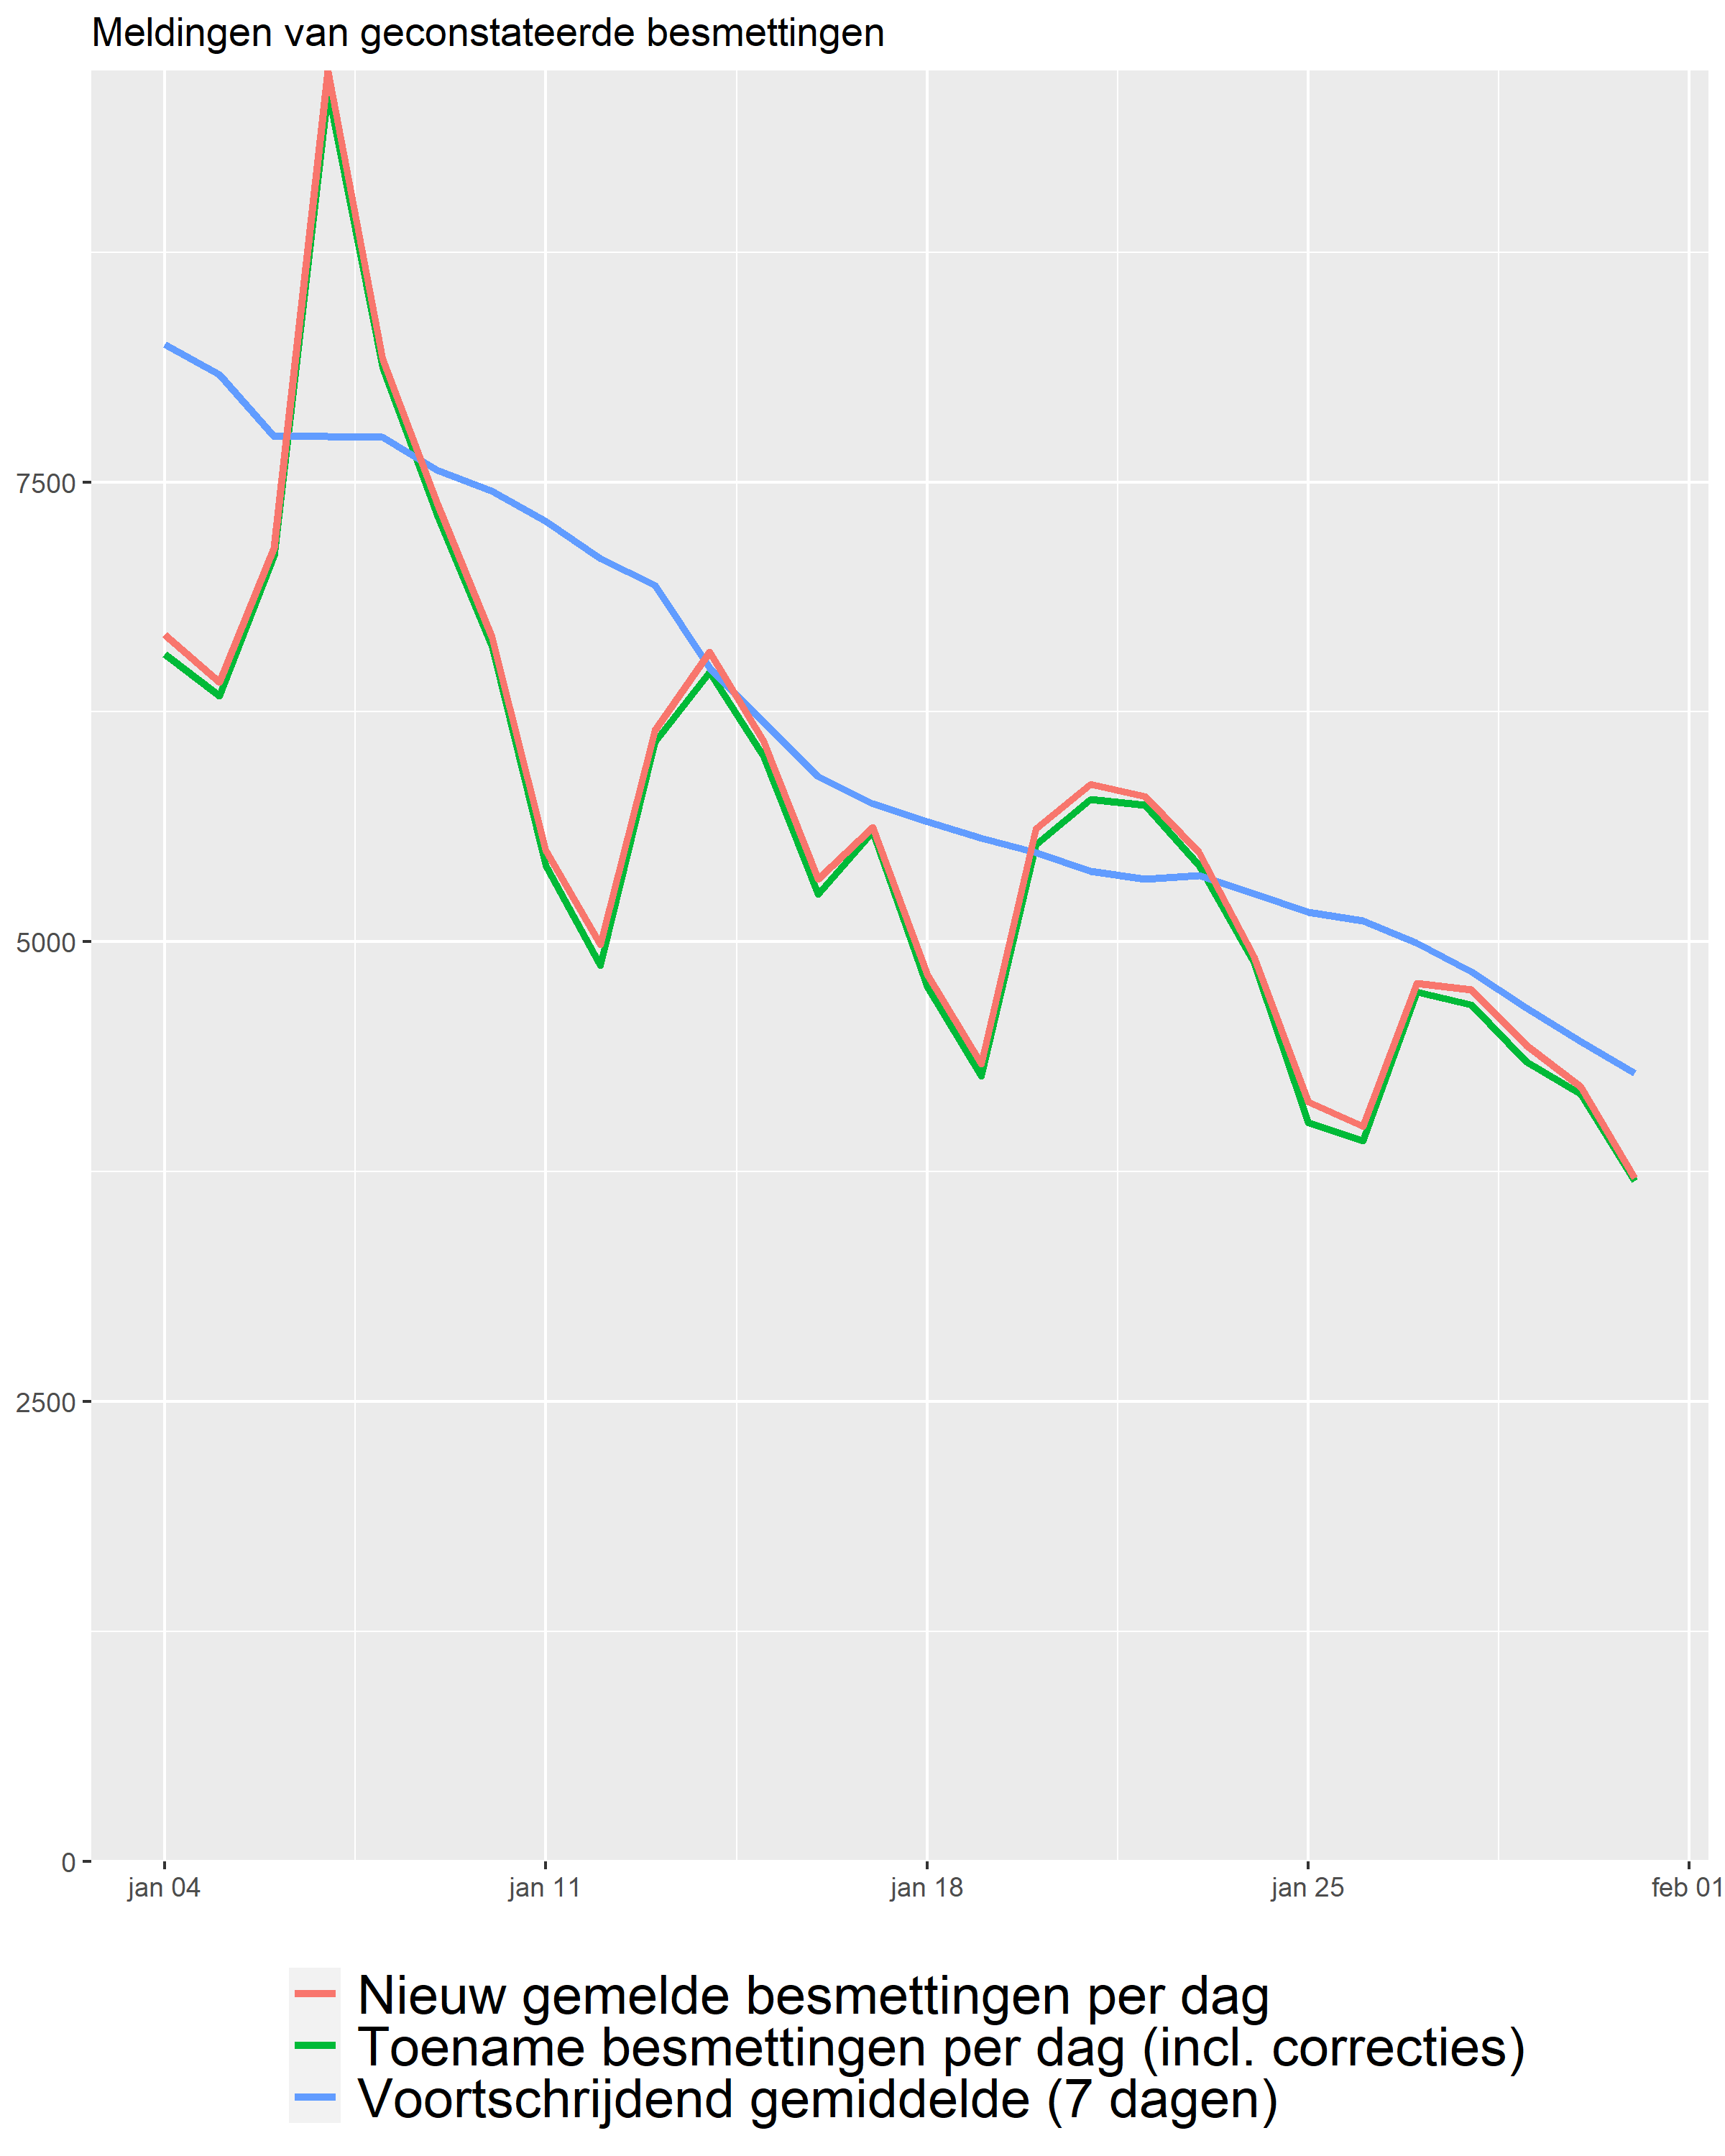 Meldingen van geconstateerde besmettingen
7500
5000
2500
0
jan 04 jan 11 jan 18 jan 25 feb 01
Nieuw gemelde besmettingen per dag
Toename besmettingen per dag (incl. correcties)
Voortschrijdend gemiddelde (7 dagen)